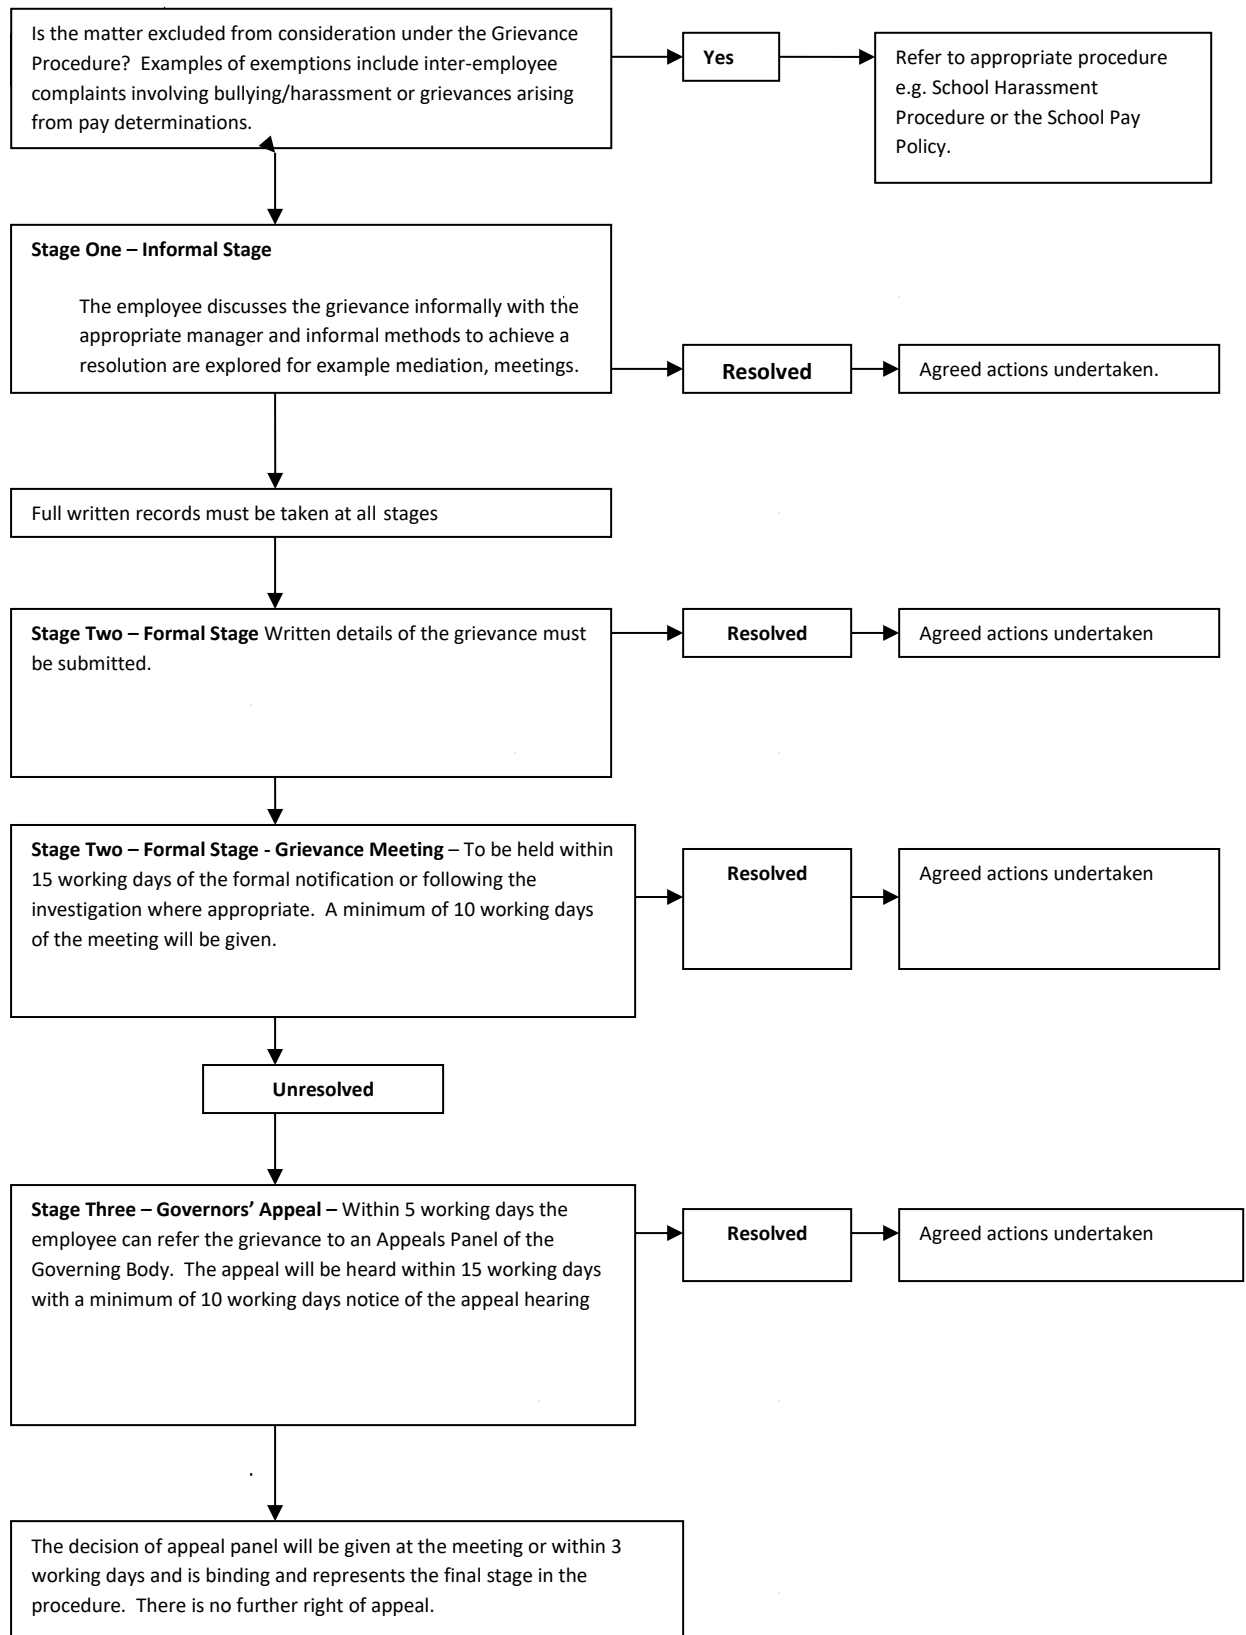 Is the matter excluded from consideration under the Grievance
Procedure?  Examples of exemptions include inter-employee
complaints involving bullying/harassment or grievances arising
from pay determinations.
Yes
Refer to appropriate procedure
e.g. School Harassment
Procedure or the School Pay
Policy.
Stage One – Informal Stage
The employee discusses the grievance informally with the
appropriate manager and informal methods to achieve a
resolution are explored for example mediation, meetings.
Resolved
Agreed actions undertaken.
Full written records must be taken at all stages
Stage Two – Formal Stage Written details of the grievance must
be submitted.
Resolved
Agreed actions undertaken
Stage Two – Formal Stage - Grievance Meeting – To be held within
15 working days of the formal notification or following the
investigation where appropriate.  A minimum of 10 working days
of the meeting will be given.
Resolved
Agreed actions undertaken
Unresolved
Stage Three – Governors’ Appeal – Within 5 working days the
employee can refer the grievance to an Appeals Panel of the
Governing Body.  The appeal will be heard within 15 working days
with a minimum of 10 working days notice of the appeal hearing
Resolved
Agreed actions undertaken
The decision of appeal panel will be given at the meeting or within 3
working days and is binding and represents the final stage in the
procedure.  There is no further right of appeal.